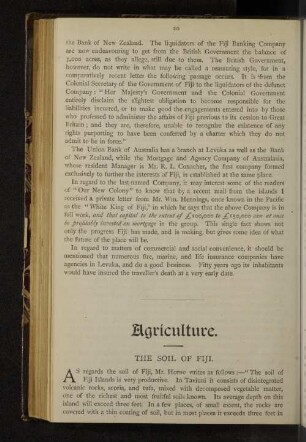 the Bank of New Zealand. The liquidators of the Fiji Banking Company
are now endeavouring to get from the British Government the balance of
7,000 acres, as they allege, still due to them. The British Government,
however, do not write in what may be called a reassuring style, for in a
comparatively recent letter the following passage occurs. It is from the
Colonial Secretary of the Government of Fiji to the liquidators of the defunct
Company: "Her Majesty's Government and the Colonial Government
entirely disclaim the slightest obligation to become responsible for the
liabilities incurred, or to make good the engagements entered into by those
who professed to administer the affairs of Fiji previous to its cession to Great
Britain; and they are, therefore, unable to recognise the existence of any
rights purporting to have been conferred by a charter which they do not
admit to be in force."
The Union Bank of Australia has a branch at Levuka as well as the Bank
of New Zealand, while the Mortgage and Agency Company of Australasia,
whose resident Manager is Mr. R. L. the first company formed
exclusively to further the interests of Fiji, is established at the same place.
In regard to the last-named Company, it may interest some of the readers
of "Our New Colony" to know that by a recent mail from the islands I
received a private letter from Mr. Wm. Hennings, since known in the Pacific
as the "White King of Fiji," in which he says that the above Company is in
full work, and that capital to the extent of £100,000 to £150,000 can at once
be profitably invested on mortgage in the group. This single fact shows not
only the progress Fiji has made, and is making, but gives some idea of what
the future of the place will be.
In regard to matters of commercial and social convenience, it should be
mentioned that numerous fire, marine, and life insurance companies have
agencies in Levuka, and do a good business. Fifty years ago its inhabitants
would have insured the traveller's death at a very early date
Agriculture.
THE SOIL OF FIJI.
AS regards the soil of Fiji, Mr. Horne writes as follows:—"The soil of
Fiji Islands is very productive. In Taviuni it consists of disintegrated
volcanic rocks, scoria, and tufa, mixed with decomposed vegetable matter,
one of the richest and most fruitful soils known. Its average depth on this
island will exceed three feet. In a few places, of small extent, the rocks are
covered with a thin coating of soil, but in most places it exceeds three feet in